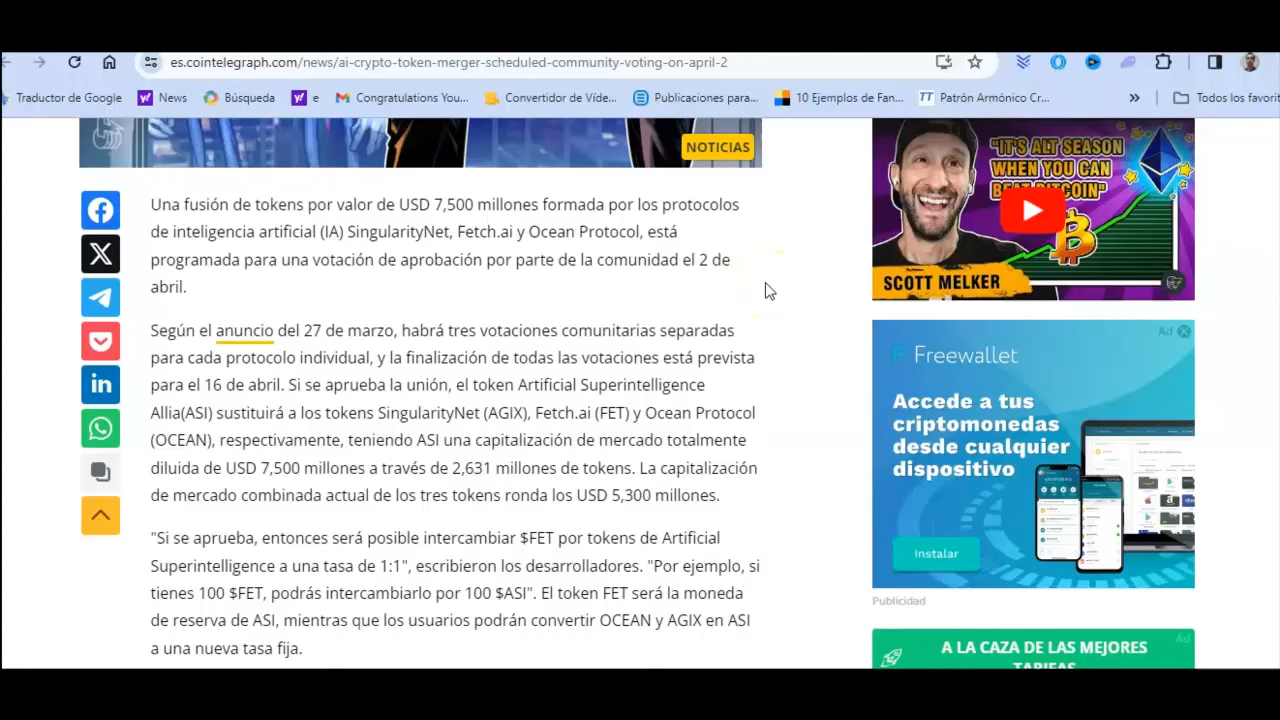 es.cointelegraph.com/news/ai-crypto-token-merger-scheduled-community-voting-on-april-2
Traductor de Google
News
Búsqueda
e
Congratulations You...
Convertidor de Víde...
Publicaciones para...
10 Ejemplos de Fan...
Patrón Armónico Cr...
»
Todos los favorit
NOTICIAS
Una fusión de tokens por valor de USD 7,500 millones formada por los protocolos
de inteligencia artificial (IA) SingularityNet, Fetch.ai y Ocean Protocol, está
programada para una votación de aprobación por parte de la comunidad el 2 de
abril.
Según el anuncio del 27 de marzo, habrá tres votaciones comunitarias separadas
para cada protocolo individual, y la finalización de todas las votaciones está prevista
para el 16 de abril. Si se aprueba la unión, el token Artificial Superintelligence
Allia(ASI) sustituirá a los tokens SingularityNet (AGIX), Fetch.ai (FET) y Ocean Protocol
(OCEAN), respectivamente, teniendo ASI una capitalización de mercado totalmente
diluida de USD 7,500 millones a través de 2,631 millones de tokens. La capitalización
de mercado combinada actual de los tres tokens ronda los USD 5,300 millones.
"Si se aprueba, entonces será posible intercambiar $FET por tokens de Artificial
Superintelligence a una tasa de 1:1", escribieron los desarrolladores. "Por ejemplo, si
tienes 100 $FET, podrás intercambiarlo por 100 $ASI". El token FET será la moneda
de reserva de ASI, mientras que los usuarios podrán convertir OCEAN y AGIX en ASI
a una nueva tasa fija.
"IT'S ALT SEASON
WHEN YOU CAN
BEAT BITCOIN"
SCOTT MELKER
Ad
Freewallet
Accede a tus
criptomonedas
desde cualquier
dispositivo
Instalar
Publicidad
Ad
A LA CAZA DE LAS MEJORES
TARIFAS